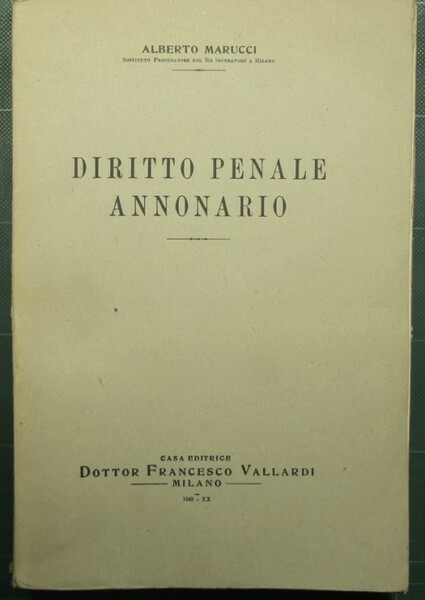 ALBERTO MARUCCI
SOSTITUTO PROCURATORE DEL RE IMPERATORE A MILANO
DIRITTO PENALE
ANNONARIO
CASA EDITRICE
DOTTOR FRANCESCO VALLARDI
MILANO
1942 - XX